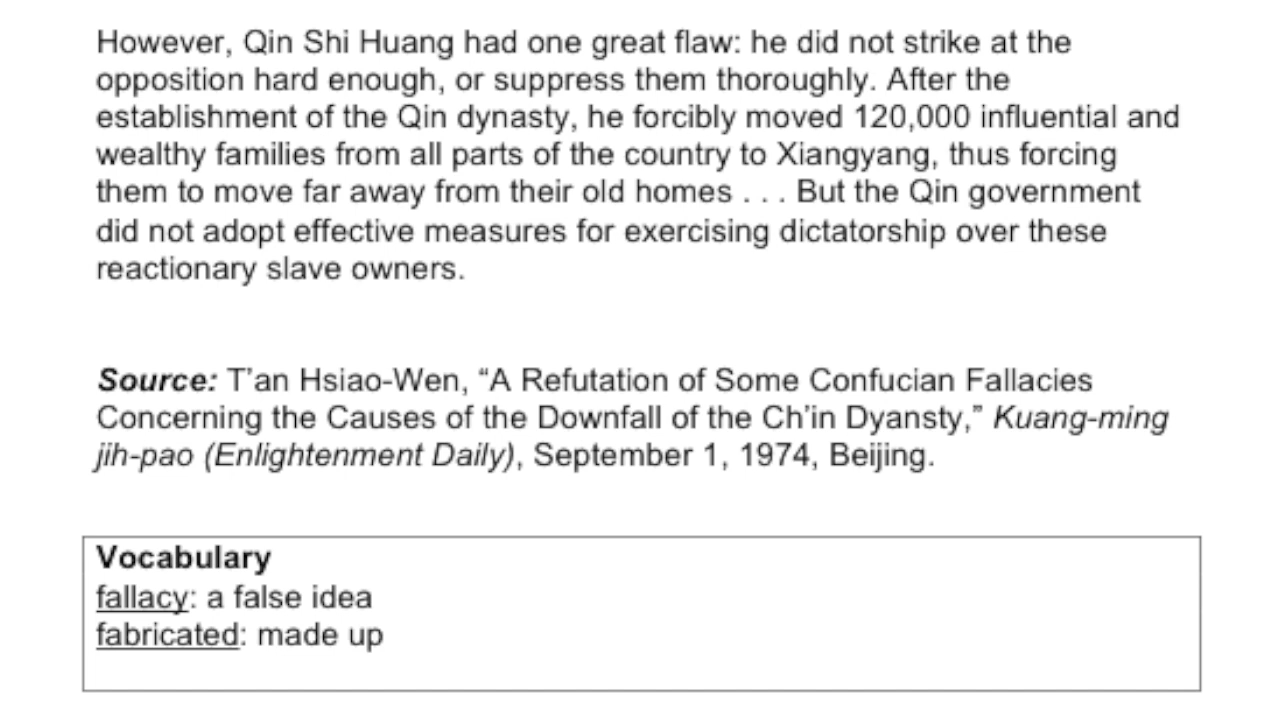 However, Qin Shi Huang had one great flaw: he did not strike at the
opposition hard enough, or suppress them thoroughly. After the
establishment of the Qin dynasty, he forcibly moved 120,000 influential and
wealthy families from all parts of the country to Xiangyang, thus forcing
them to move far away from their old homes . . . But the Qin government
did not adopt effective measures for exercising dictatorship over these
reactionary slave owners.
Source: T’an Hsiao-Wen, “A Refutation of Some Confucian Fallacies
Concerning the Causes of the Downfall of the Ch’in Dyansty,” Kuang-ming
jih-pao (Enlightenment Daily), September 1, 1974, Beijing.
Vocabulary
fallacy: a false idea
fabricated: made up